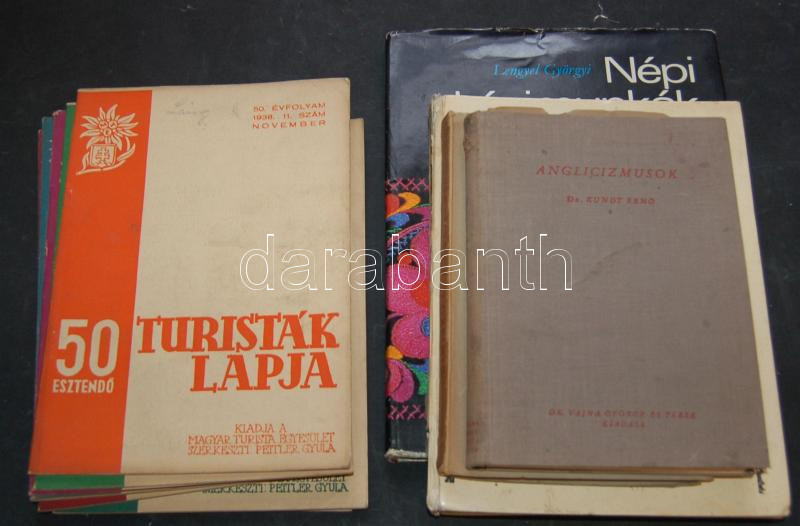 50. ÉVFOLYAM
1938. 11. SZÁM
NOVEMBER
50
ESZTENDŐ
TURISTÁK
LAPJA
KIADJA A
MAGYAR TURISTA EGYESÜLET
SZERKESZTI: PEITLER GYULA
SZERKESZTI: PEITLER GYULA
Lengyel Györgyi
Népi
ANGLICIZMUSOK
DR. KUNDT ERNŐ
DR. VAJNA GYÖRGY ÉS TÁRSA
KIADÁSA
darabanth